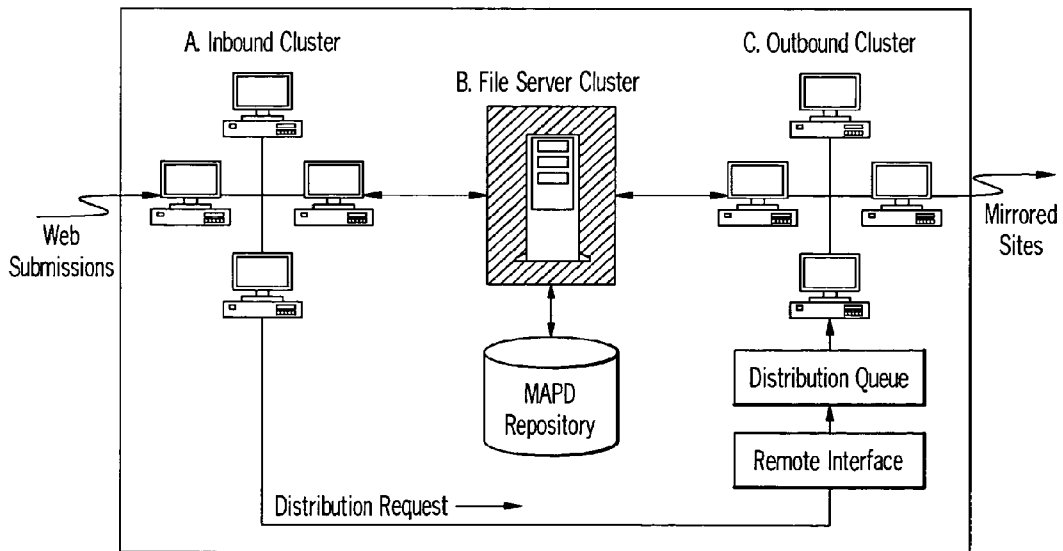 A. Inbound Cluster
B. File Server Cluster
C. Outbound Cluster
Web
Submissions
Mirrored
Sites
MAPD
Repository
Distribution Queue
Remote Interface
Distribution Request